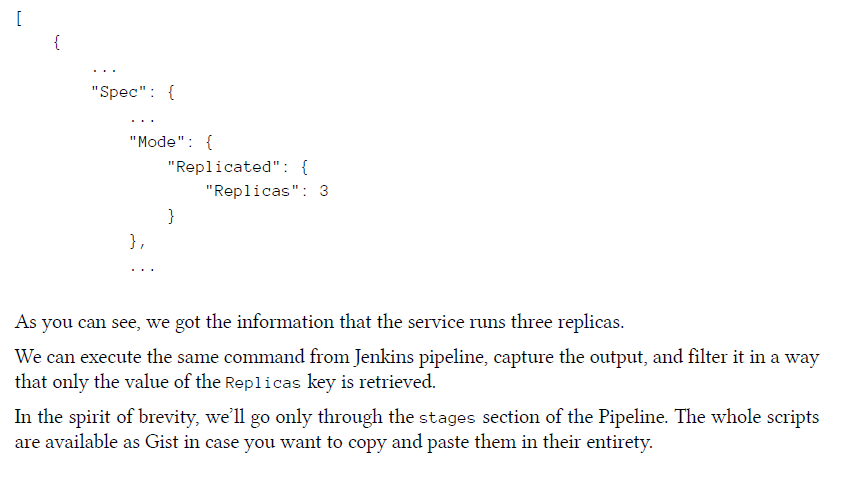 [
    {
        ...
        "Spec": {
            ...
            "Mode": {
                "Replicated": {
                    "Replicas": 3
                }
            },
            ...
As you can see, we got the information that the service runs three replicas.
We can execute the same command from Jenkins pipeline, capture the output, and filter it in a way
that only the value of the Replicas key is retrieved.
In the spirit of brevity, we’ll go only through the stages section of the Pipeline. The whole scripts
are available as Gist in case you want to copy and paste them in their entirety.